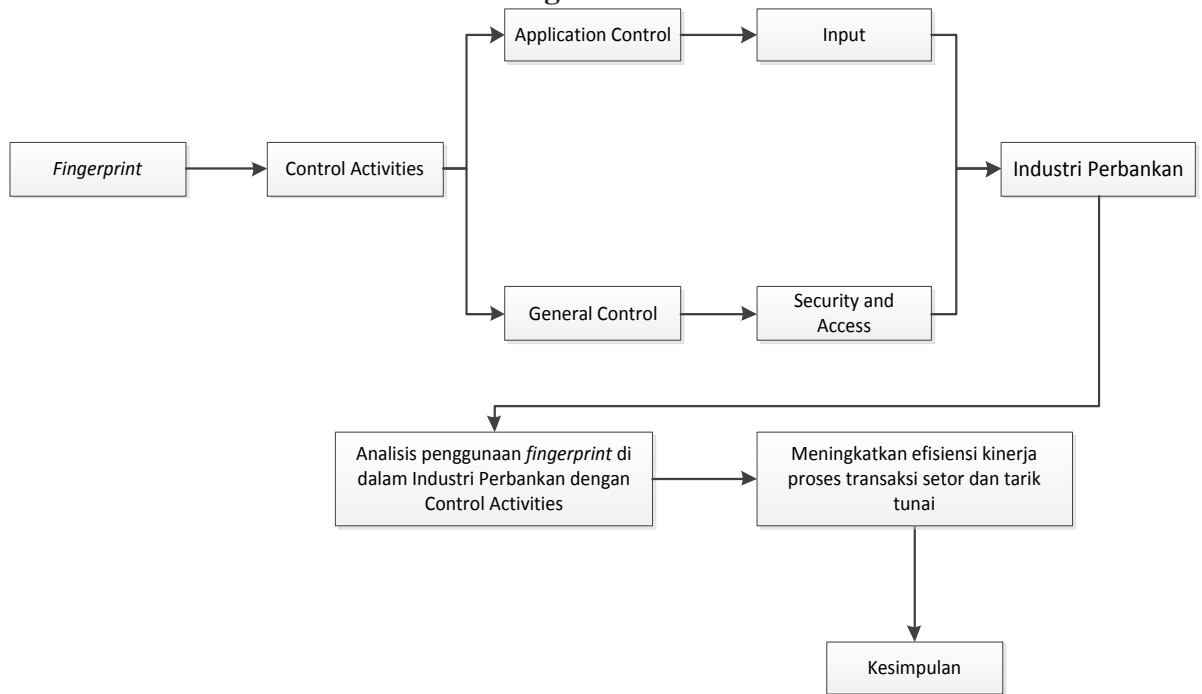 Application Control
Input
Fingerprint
Control Activities
Industri Perbankan
General Control
Security and
Access
Analisis penggunaan fingerprint di
dalam Industri Perbankan dengan
Control Activities
Meningkatkan efisiensi kinerja
proses transaksi setor dan tarik
tunai
Kesimpulan